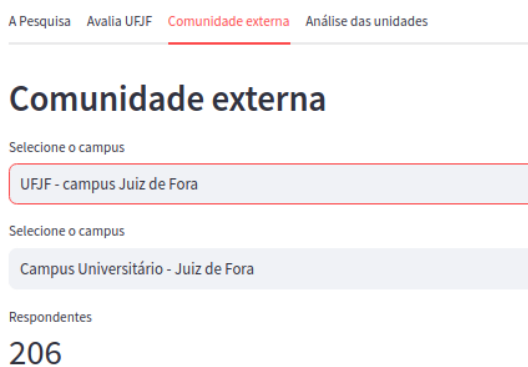 A Pesquisa Avalia UFJF Comunidade externa Análise das unidades
Comunidade externa
Selecione o campus
UFJF - campus Juiz de Fora
Selecione o campus
Campus Universitário - Juiz de Fora
Respondentes
206